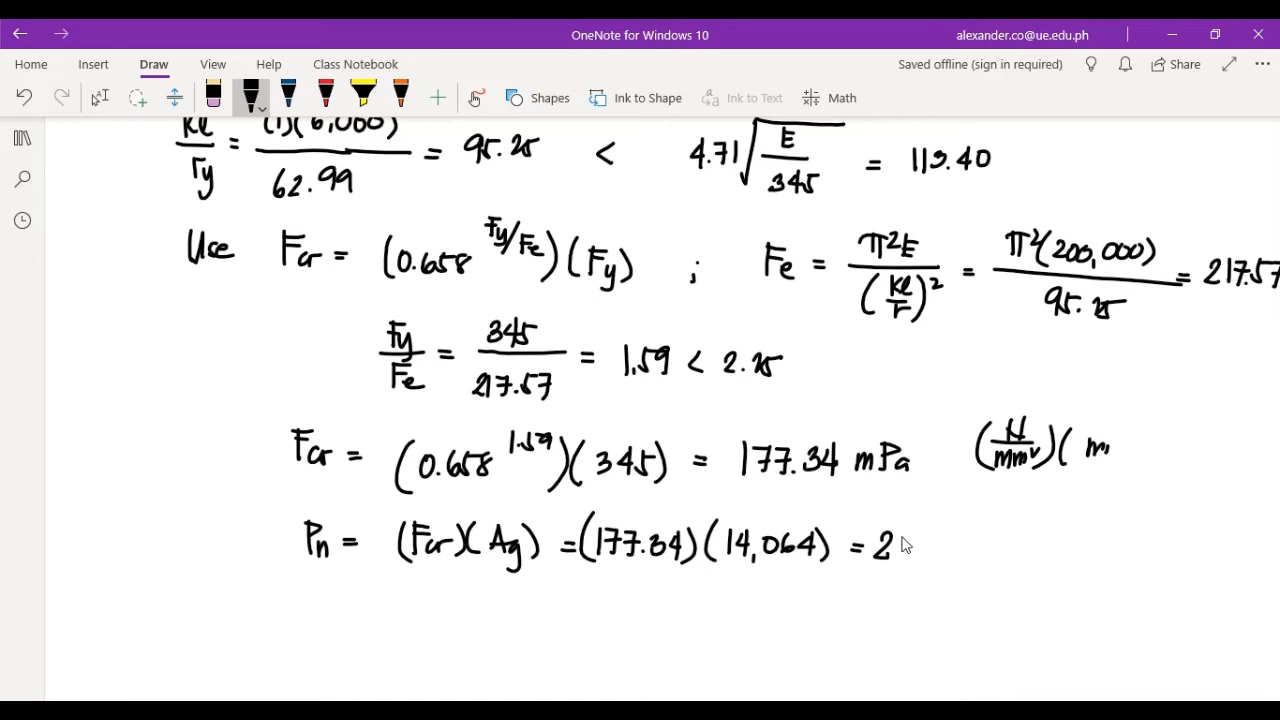 OneNote for Windows 10
alexander.co@ue.edu.ph
Home Insert Draw View Help Class Notebook
Saved offline (sign in required) Share
Shapes Ink to Shape Ink to Text Math
Kl/ry = (1)(6,000)/62.99 = 95.25 < 4.71√(E/345) = 113.40
Use Fcr = (0.658^Fy/Fe)(Fy) ; Fe = π²E/(Kl/r)² = π²(200,000)/95.25 = 217.57
Fy/Fe = 345/217.57 = 1.59 < 2.25
Fcr = (0.658^1.59)(345) = 177.34 mPa (N/mm²)( m
Pn = (Fcr)(Ag) = (177.34)(14,064) = 2